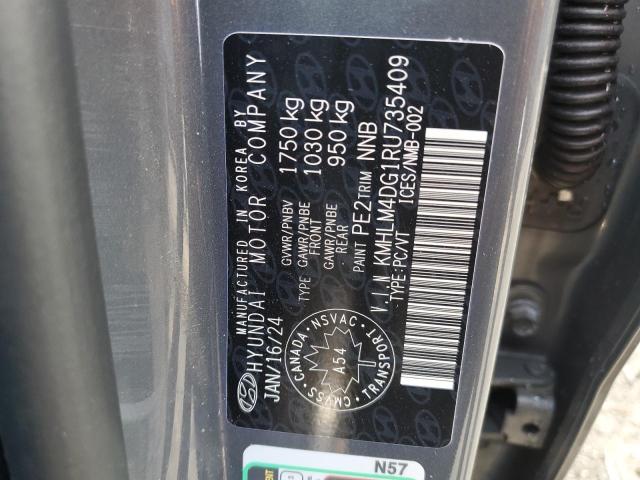 MANUFACTURED IN KOREA BY
HYUNDAI MOTOR COMPANY
JAN/16/24
GVWR/PNBV 1750 kg
TYPE GAWR/PNBE FRONT 1030 kg
GAWR/PNBE REAR 950 kg
PAINT PE2 TRIM NNB
V.I.I KMHLM4DG1RU735409
TYPE:PC/VT ICES/NMB-002
CANADA NSVAC
A54
CMVSS TRANSPORT
N57